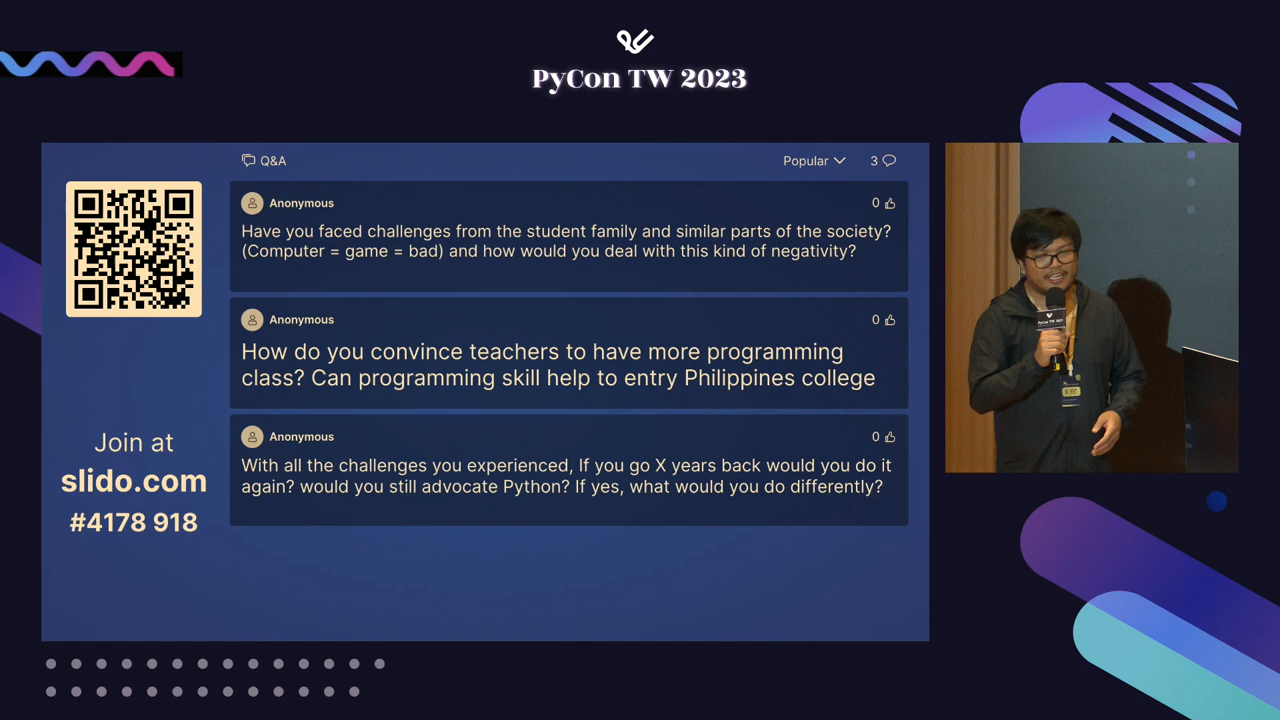 PyCon TW 2023
Q&A
Popular
3
Anonymous
0
Have you faced challenges from the student family and similar parts of the society?
(Computer = game = bad) and how would you deal with this kind of negativity?
Anonymous
0
How do you convince teachers to have more programming
class? Can programming skill help to entry Philippines college
Anonymous
0
With all the challenges you experienced, If you go X years back would you do it
again? would you still advocate Python? If yes, what would you do differently?
Join at
slido.com
#4178 918
PyCon TW 2023